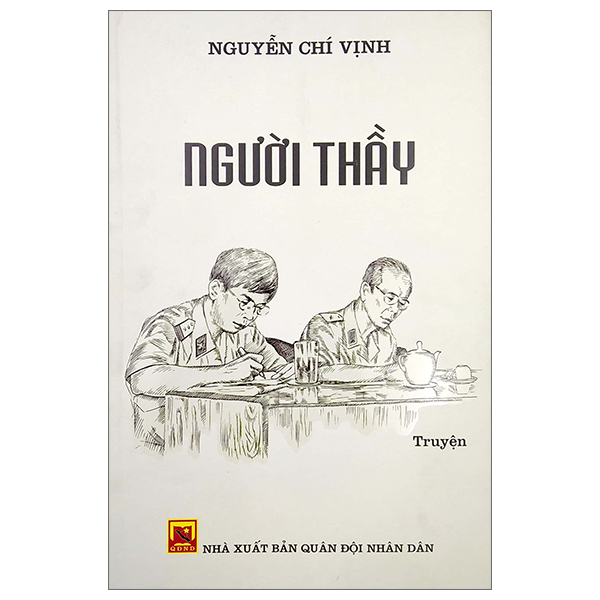 NGUYỄN CHÍ VỊNH
NGƯỜI THẦY
Truyện
QĐND
NHÀ XUẤT BẢN QUÂN ĐỘI NHÂN DÂN